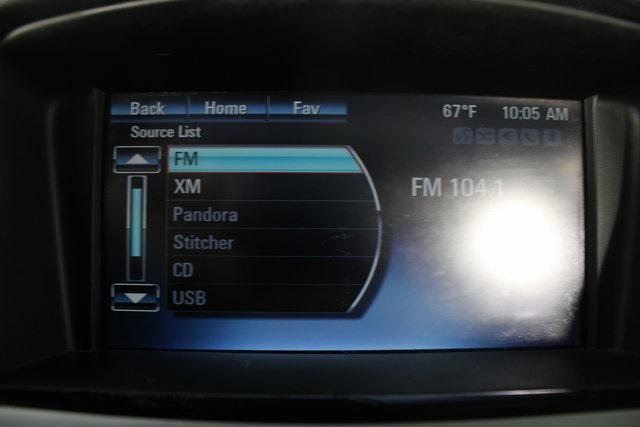 Back Home Fav 67°F 10:05 AM
Source List
FM
XM FM 104.1
Pandora
Stitcher
CD
USB